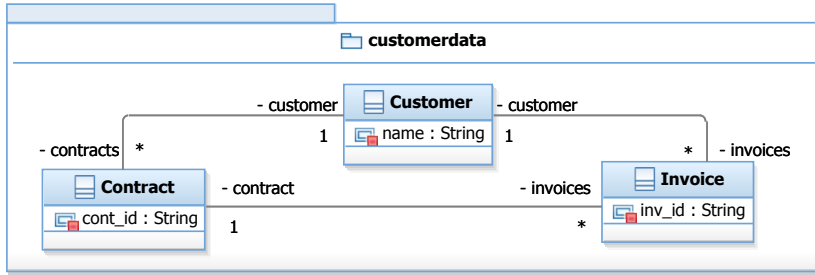 customerdata
- customer
Customer
- customer
1
name : String
1
- contracts
*
*
- invoices
Contract
- contract
- invoices
Invoice
cont_id : String
1
*
inv_id : String